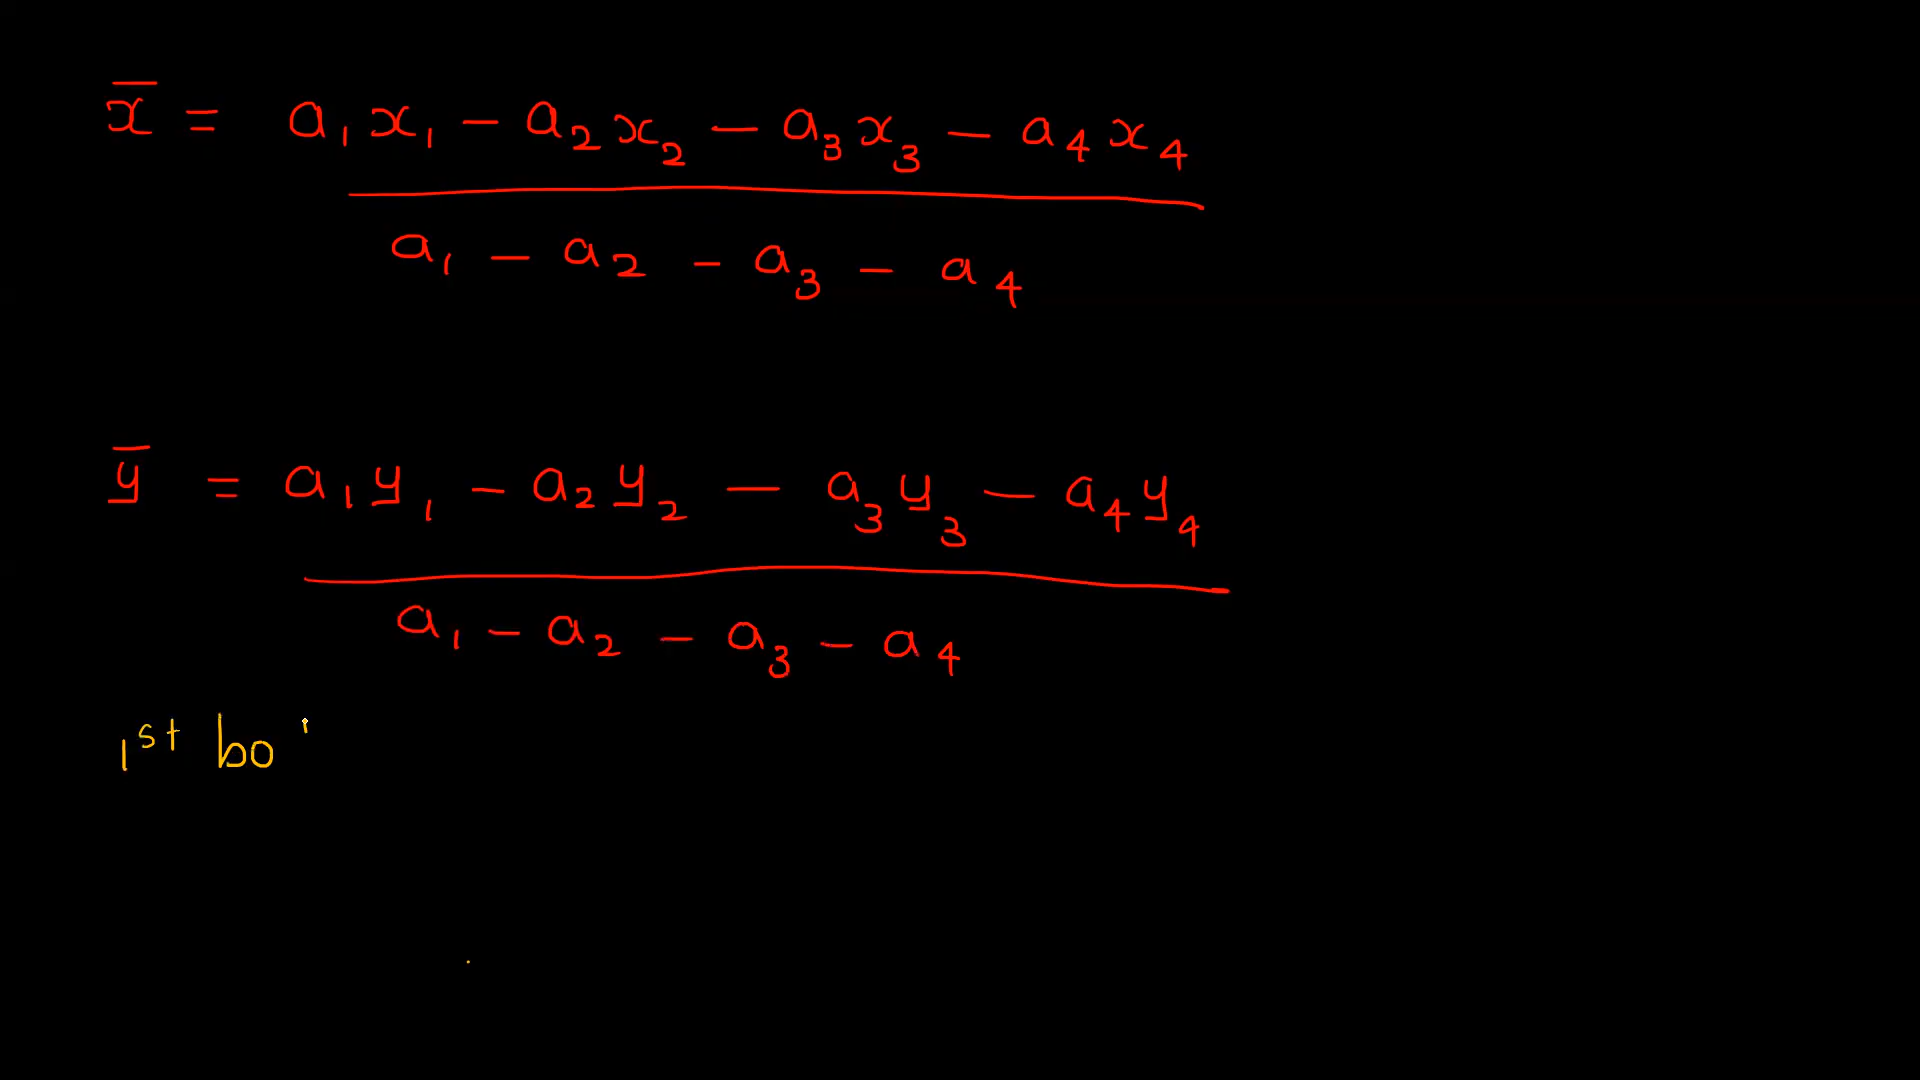 x̄ = a₁x₁ - a₂x₂ - a₃x₃ - a₄x₄
a₁ - a₂ - a₃ - a₄
ȳ = a₁y₁ - a₂y₂ - a₃y₃ - a₄y₄
a₁ - a₂ - a₃ - a₄
1st bo